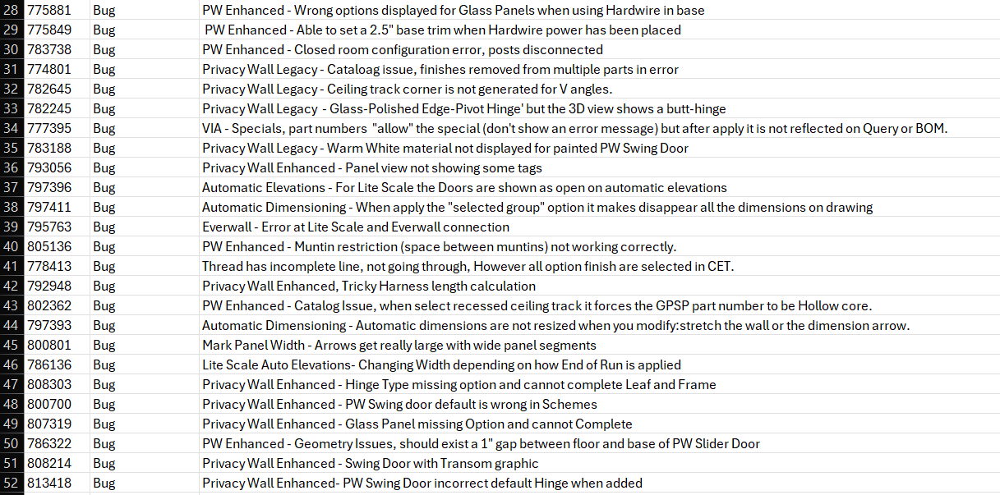 28 775881 Bug PW Enhanced - Wrong options displayed for Glass Panels when using Hardwire in base
29 775849 Bug PW Enhanced - Able to set a 2.5" base trim when Hardwire power has been placed
30 783738 Bug PW Enhanced - Closed room configuration error, posts disconnected
31 774801 Bug Privacy Wall Legacy - Cataloag issue, finishes removed from multiple parts in error
32 782645 Bug Privacy Wall Legacy - Ceiling track corner is not generated for V angles.
33 782245 Bug Privacy Wall Legacy - Glass-Polished Edge-Pivot Hinge' but the 3D view shows a butt-hinge
34 777395 Bug VIA - Specials, part numbers "allow" the special (don't show an error message) but after apply it is not reflected on Query or BOM.
35 783188 Bug Privacy Wall Legacy - Warm White material not displayed for painted PW Swing Door
36 793056 Bug Privacy Wall Enhanced - Panel view not showing some tags
37 797396 Bug Automatic Elevations - For Lite Scale the Doors are shown as open on automatic elevations
38 797411 Bug Automatic Dimensioning - When apply the "selected group" option it makes disappear all the dimensions on drawing
39 795763 Bug Everwall - Error at Lite Scale and Everwall connection
40 805136 Bug PW Enhanced - Muntin restriction (space between muntins) not working correctly.
41 778413 Bug Thread has incomplete line, not going through, However all option finish are selected in CET.
42 792948 Bug Privacy Wall Enhanced, Tricky Harness length calculation
43 802362 Bug PW Enhanced - Catalog Issue, when select recessed ceiling track it forces the GPSP part number to be Hollow core.
44 797393 Bug Automatic Dimensioning - Automatic dimensions are not resized when you modify:stretch the wall or the dimension arrow.
45 800801 Bug Mark Panel Width - Arrows get really large with wide panel segments
46 786136 Bug Lite Scale Auto Elevations- Changing Width depending on how End of Run is applied
47 808303 Bug Privacy Wall Enhanced - Hinge Type missing option and cannot complete Leaf and Frame
48 800700 Bug Privacy Wall Enhanced - PW Swing door default is wrong in Schemes
49 807319 Bug Privacy Wall Enhanced - Glass Panel missing Option and cannot Complete
50 786322 Bug PW Enhanced - Geometry Issues, should exist a 1" gap between floor and base of PW Slider Door
51 808214 Bug Privacy Wall Enhanced - Swing Door with Transom graphic
52 813418 Bug Privacy Wall Enhanced- PW Swing Door incorrect default Hinge when added